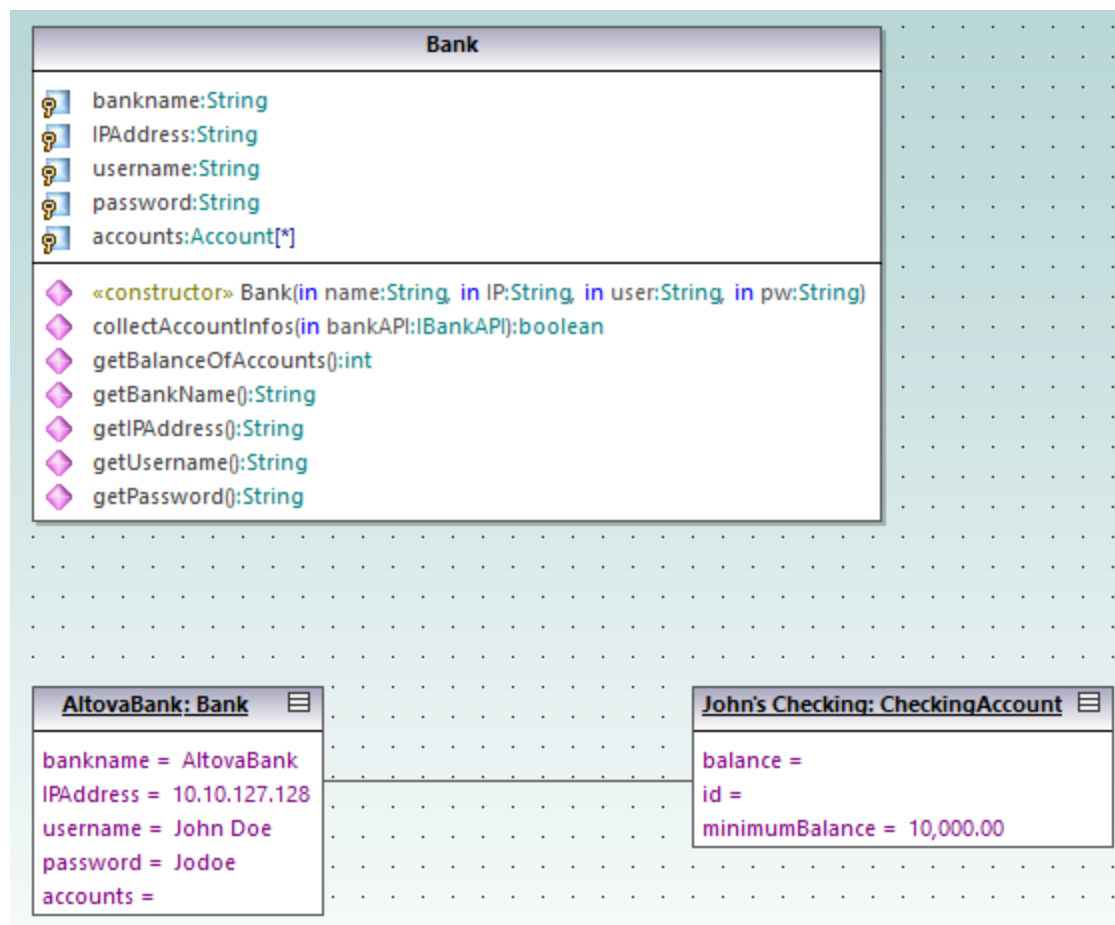 Bank
bankname:String
IPAddress:String
username:String
password:String
accounts:Account[*]
«constructor» Bank(in name:String, in IP:String, in user:String, in pw:String)
collectAccountInfos(in bankAPI:IBankAPI):boolean
getBalanceOfAccounts():int
getBankName():String
getIPAddress():String
getUsername():String
getPassword():String
AltovaBank: Bank
bankname = AltovaBank
IPAddress = 10.10.127.128
username = John Doe
password = Jodoe
accounts =
John's Checking: CheckingAccount
balance =
id =
minimumBalance = 10,000.00